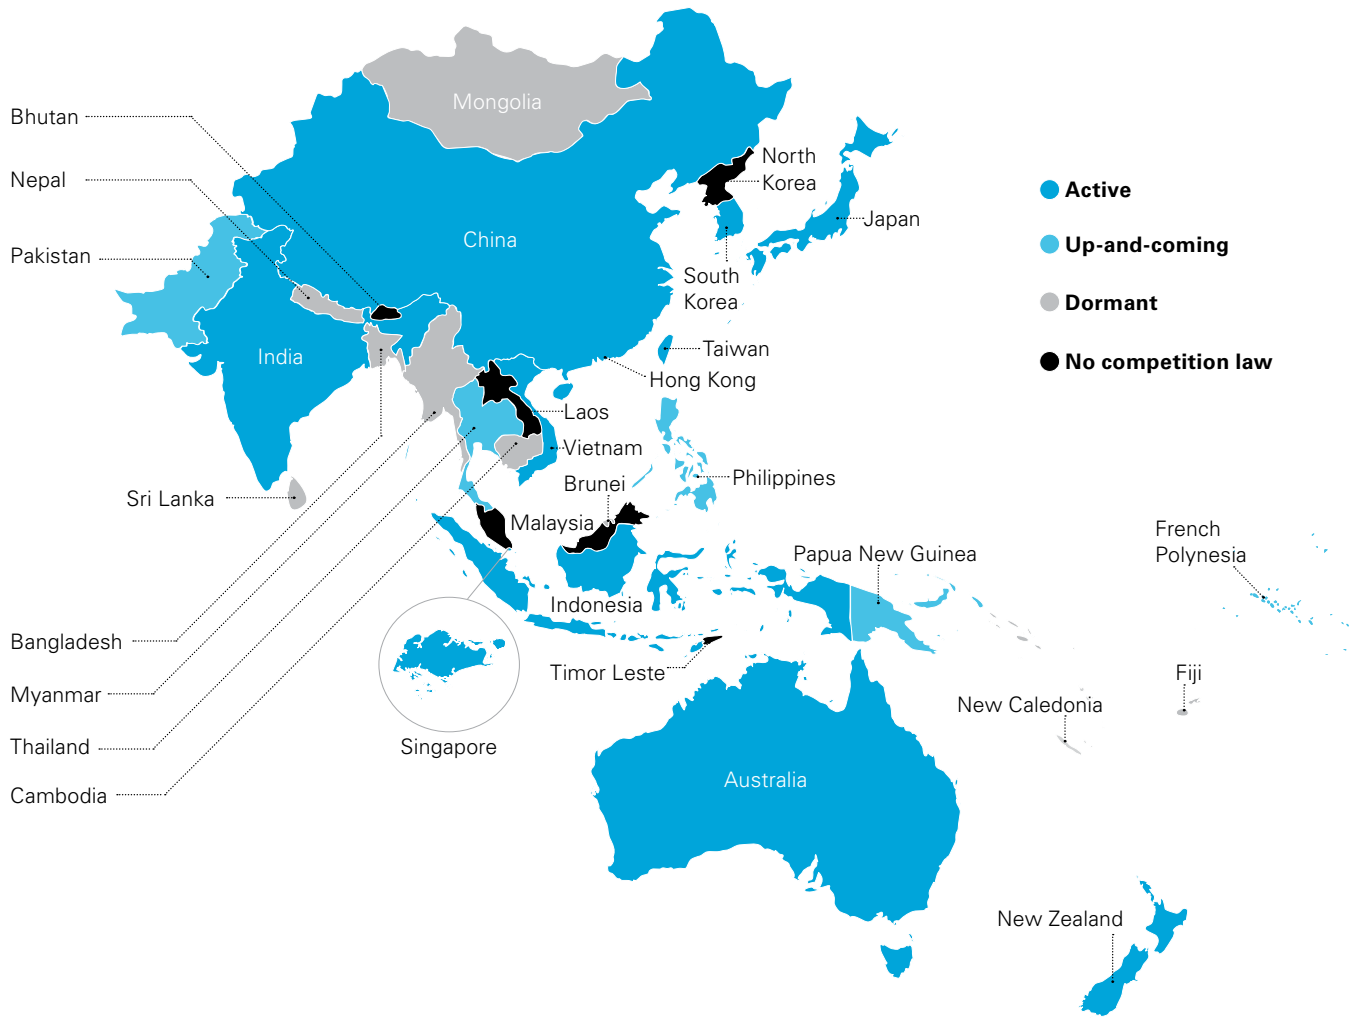 Mongolia
Bhutan
North
Korea
Nepal
Active
Japan
China
Up-and-coming
Pakistan
South
Korea
Dormant
Taiwan
India
No competition law
Hong Kong
Laos
Vietnam
Philippines
Brunei
Sri Lanka
Malaysia
French
Polynesia
Papua New Guinea
Indonesia
Bangladesh
Timor Leste
Fiji
Myanmar
New Caledonia
Thailand
Singapore
Australia
Cambodia
New Zealand